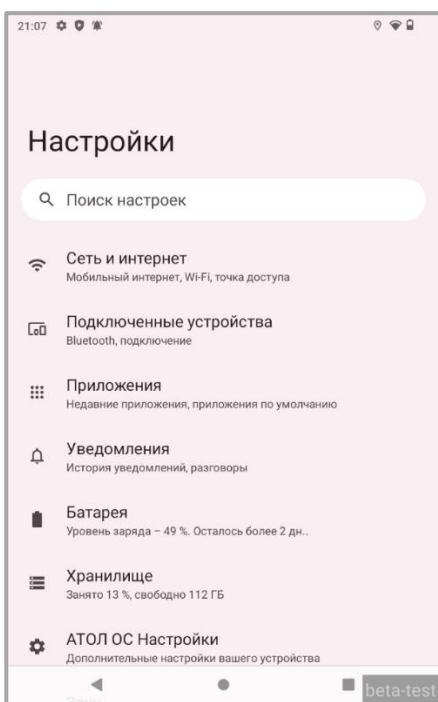 21:07
Настройки
Поиск настроек
Сеть и интернет
Мобильный интернет, Wi-Fi, точка доступа
Подключенные устройства
Bluetooth, подключение
Приложения
Недавние приложения, приложения по умолчанию
Уведомления
История уведомлений, разговоры
Батарея
Уровень заряда – 49 %. Осталось более 2 дн..
Хранилище
Занято 13 %, свободно 112 ГБ
АТОЛ ОС Настройки
Дополнительные настройки вашего устройства
beta-test